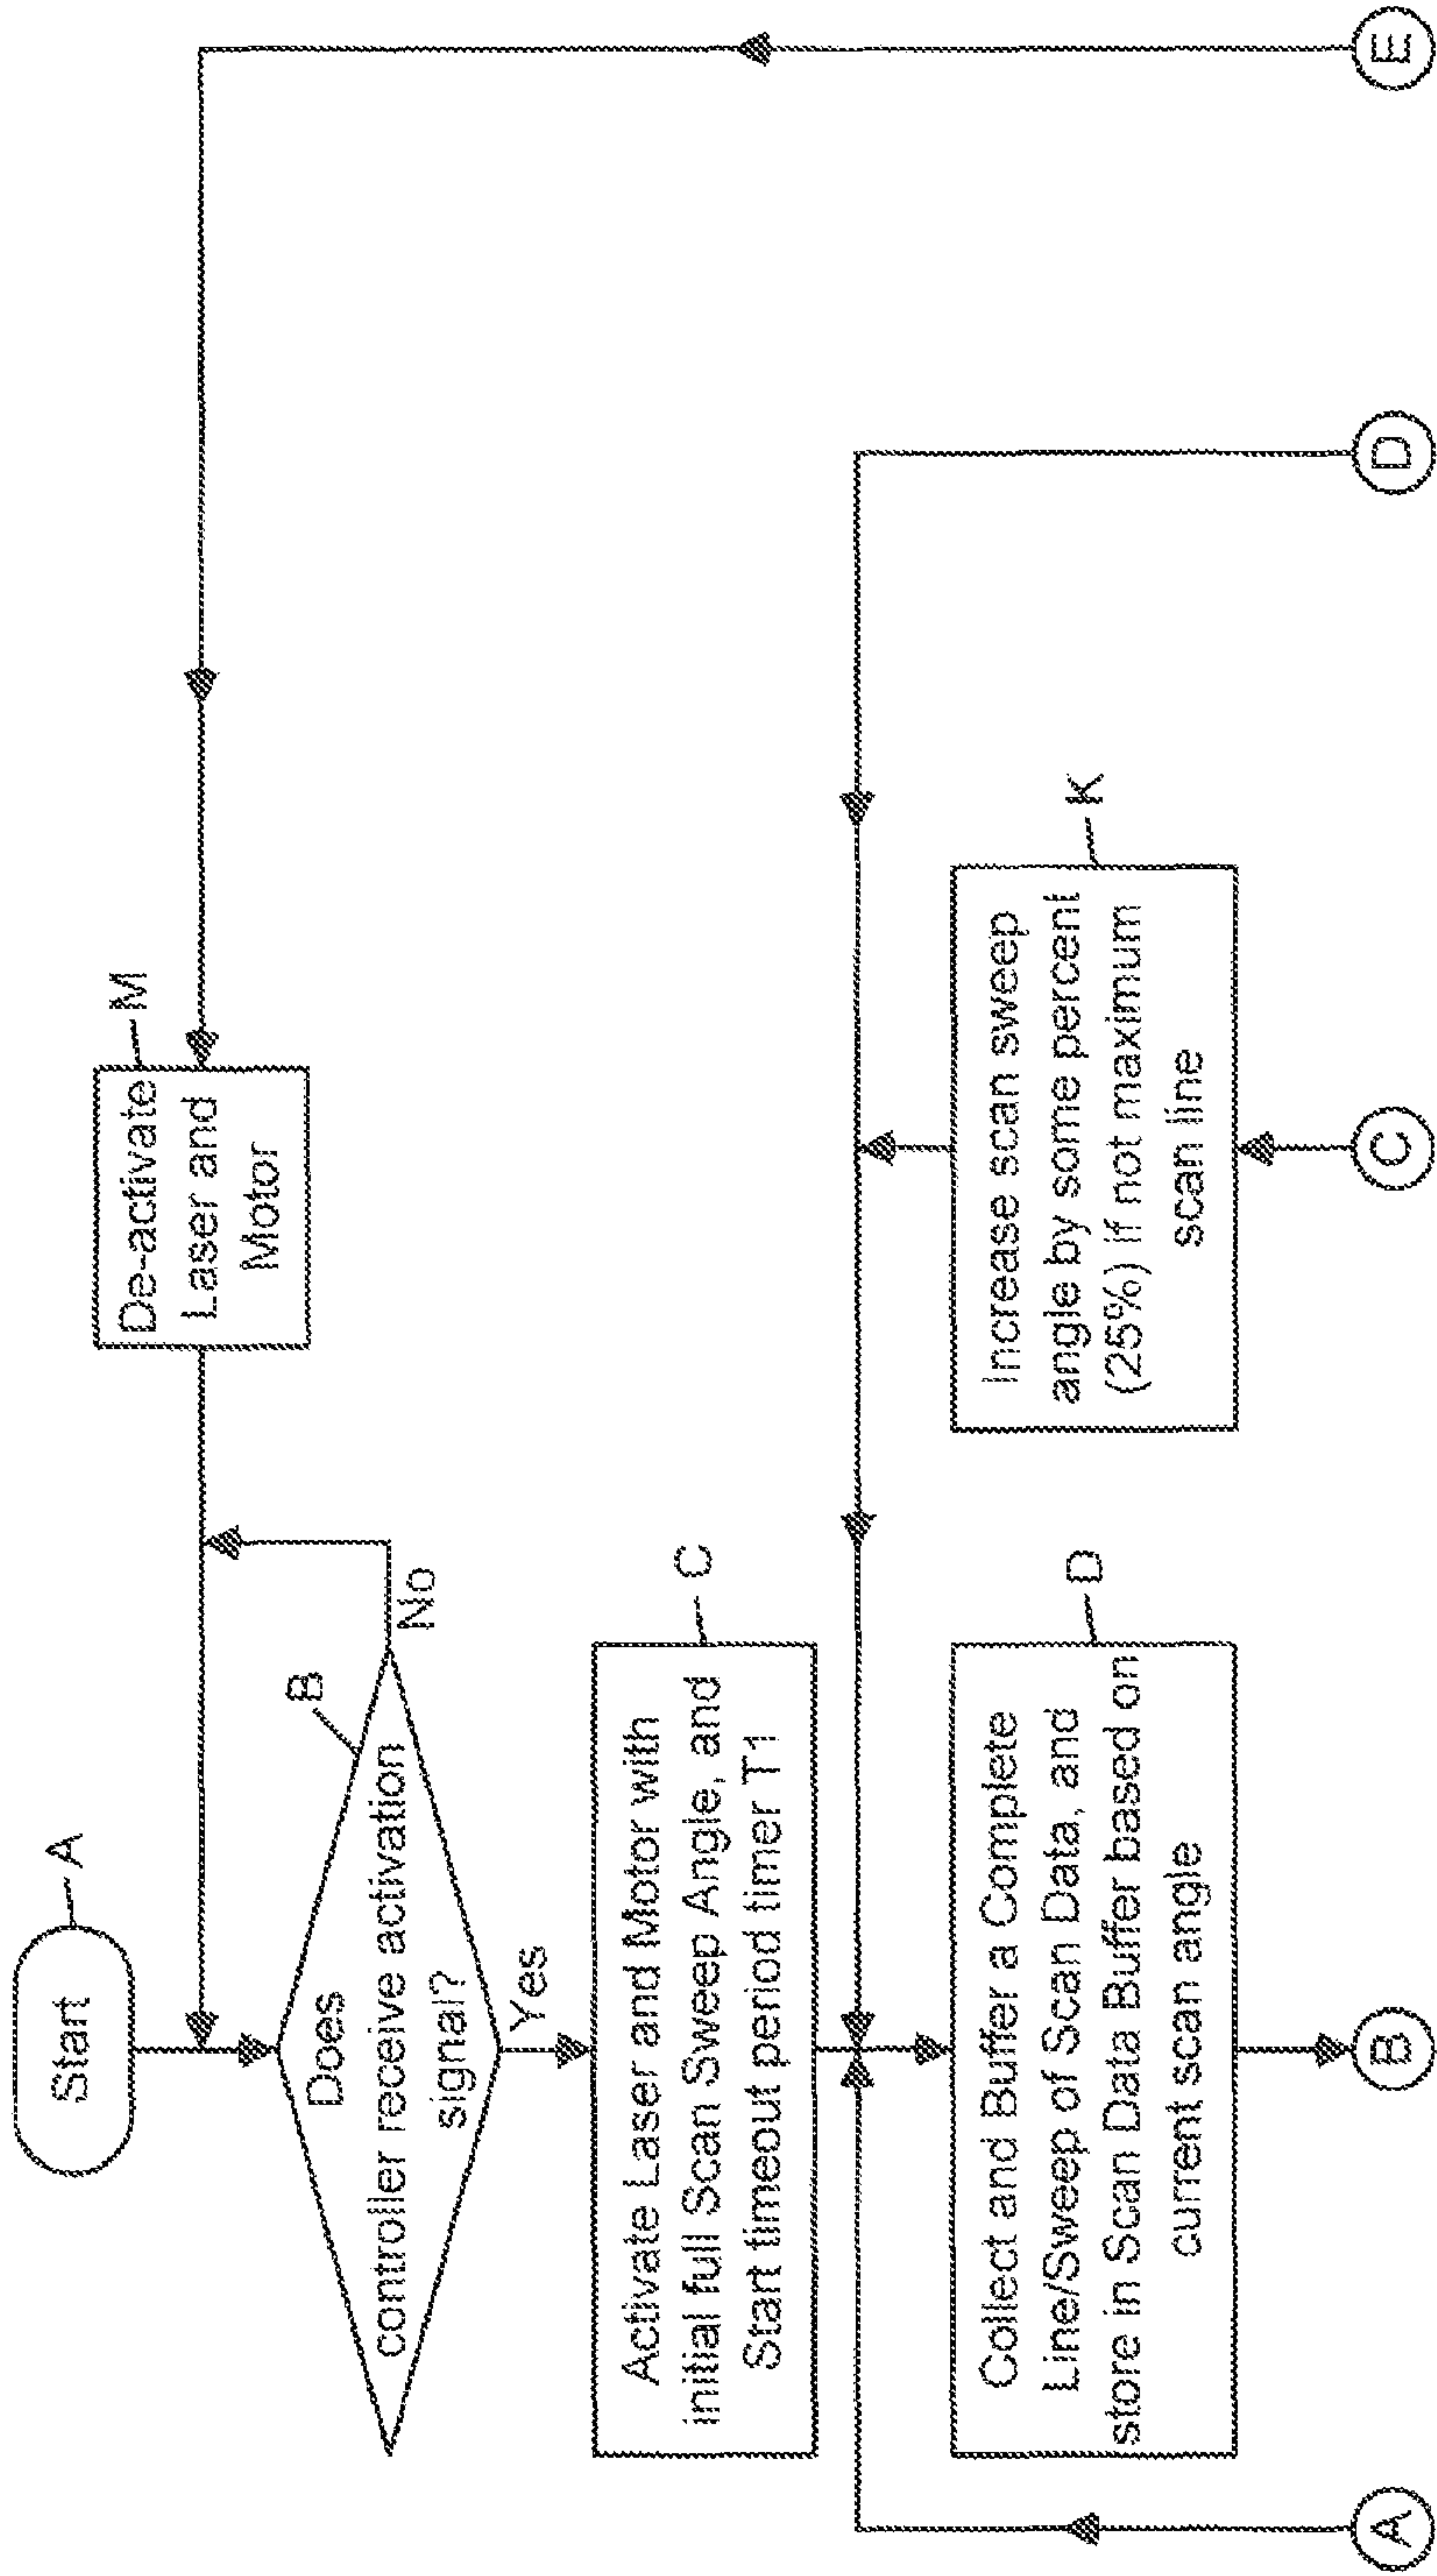 Start
A
B
Does
controller receive activation
signal?
No
Yes
De-activate
Laser and
Motor
M
Activate Laser and Motor with
initial full Scan Sweep Angle, and
Start timeout period timer T1
C
Collect and Buffer a Complete
Line/Sweep of Scan Data, and
store in Scan Data Buffer based on
current scan angle
D
Increase scan sweep
angle by some percent
(25%) if not maximum
scan line
K
A
B
C
D
E